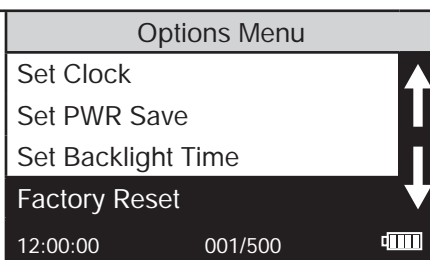 Options Menu
Set Clock
Set PWR Save
Set Backlight Time
Factory Reset
12:00:00 001/500